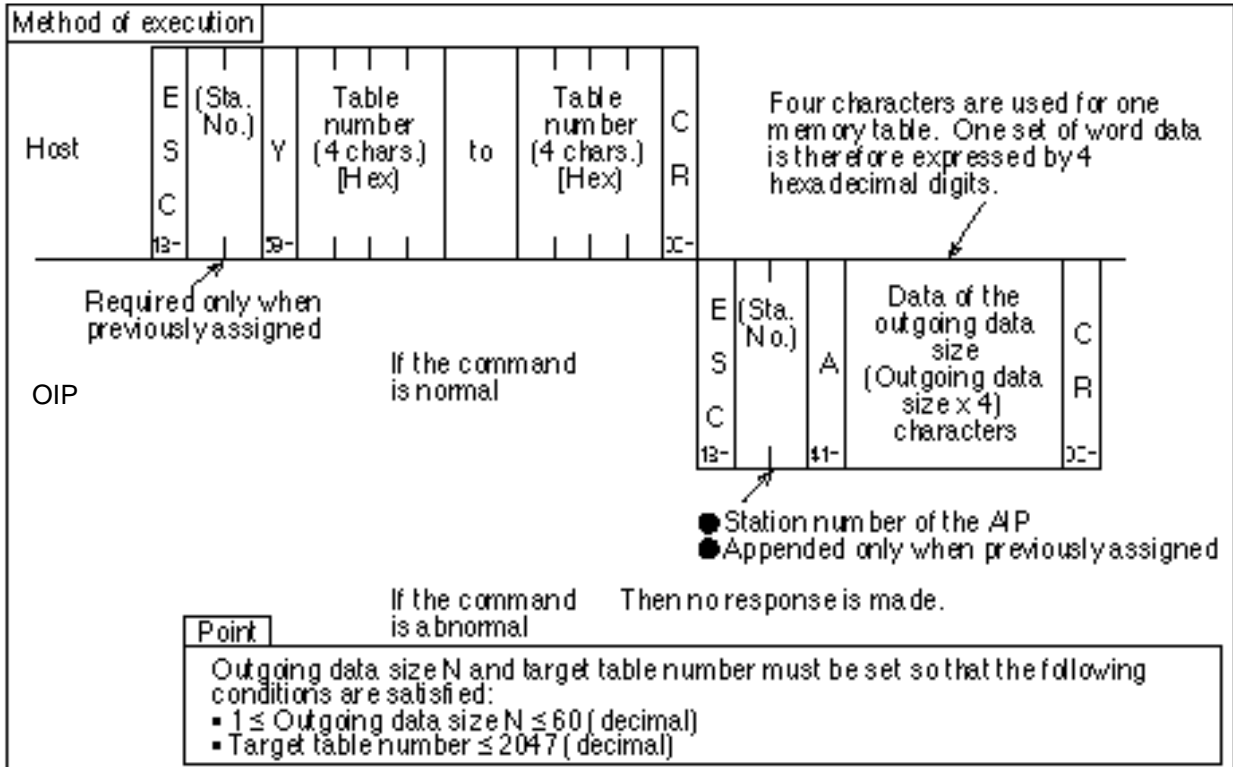 Method of execution
Host
E
S
C
1B-
(Sta.
No.)
Y
59-
Table
number
(4 chars.)
[Hex)
to
Table
number
(4 chars.)
[Hex)
C
R
Four characters are used for one
memory table. One set of word data
is therefore expressed by 4
hexadecimal digits.
Required only when
previously assigned
OIP
If the command
is normal
E
S
C
1B-
(Sta.
No.)
A
41-
Data of the
outgoing data
size
(Outgoing data
size x 4)
characters
C
R
● Station number of the AIP
● Appended only when previously assigned
If the command
is abnormal
Then no response is made.
Point
Outgoing data size N and target table number must be set so that the following
conditions are satisfied:
▪ 1 ≤ Outgoing data size N ≤ 60 ( decimal)
▪ Target table number ≤ 2047 ( decimal)